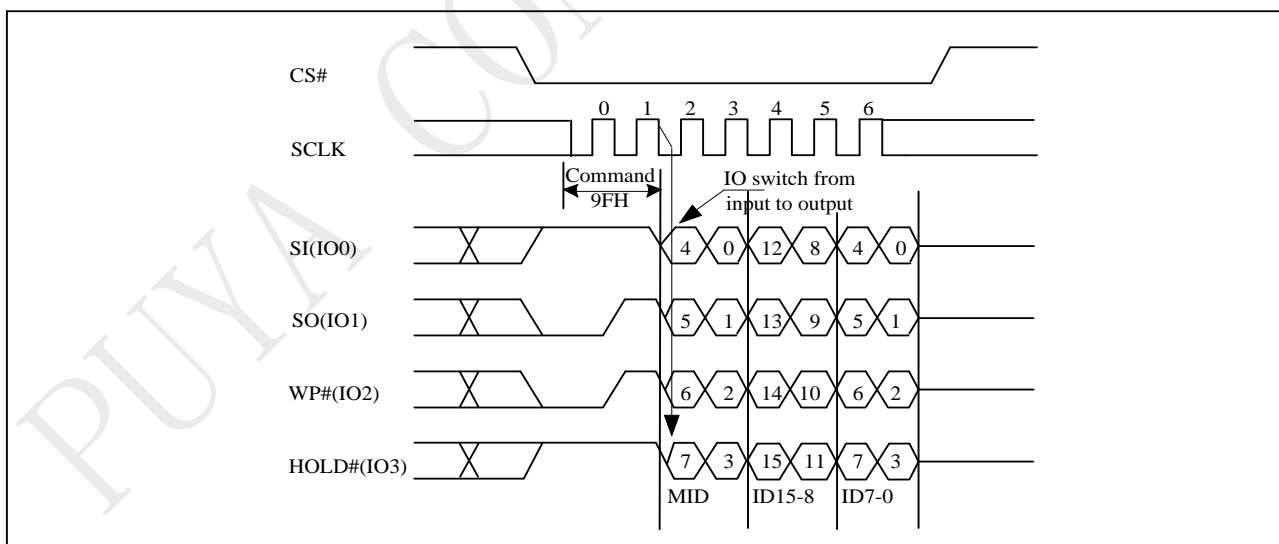 PUYA CON
CS#
0 1 2 3 4 5 6
SCLK
Command
9FH
IO switch from
input to output
SI(IO0)
4 0 12 8 4 0
SO(IO1)
5 1 13 9 5 1
WP#(IO2)
6 2 14 10 6 2
HOLD#(IO3)
7 3 15 11 7 3
MID ID15-8 ID7-0